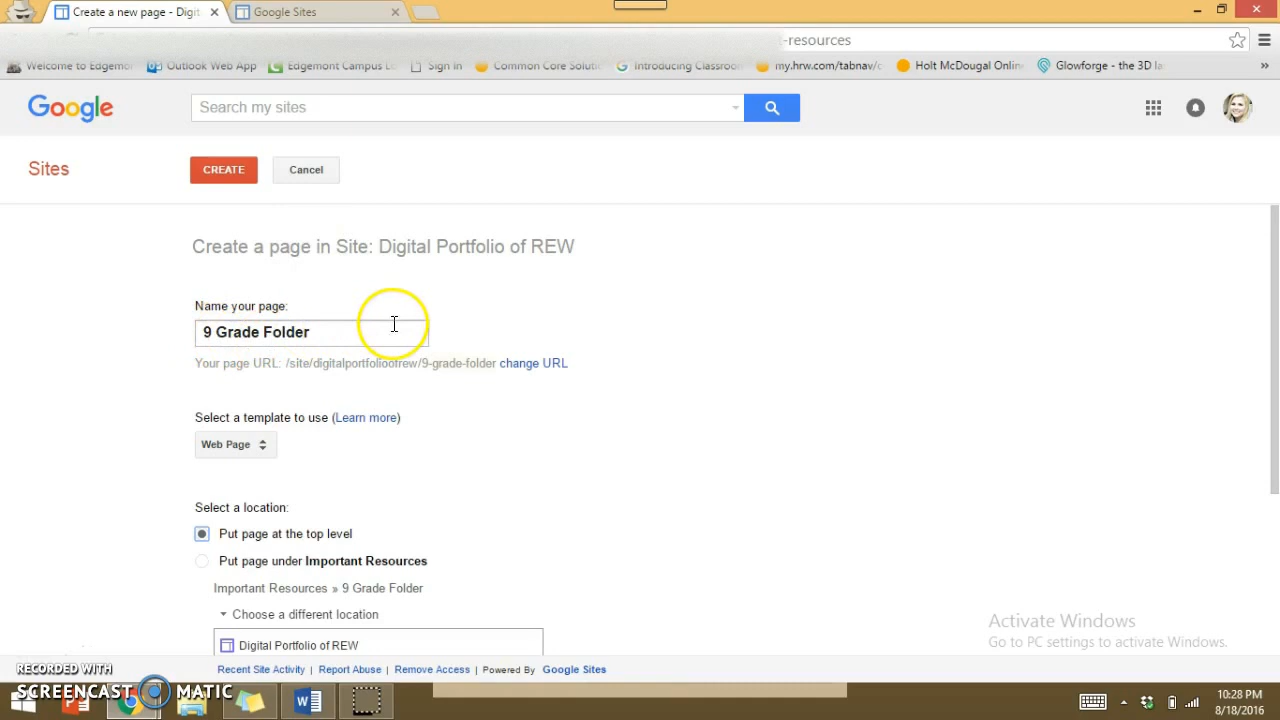 Create a new page - Digit
Google Sites
-resources
Welcome to Edgemor
Outlook Web App
Edgemont Campus Lo
Sign In
Common Core Solutio
Introducing Classroom
my.hrw.com/tabnav/c
Holt McDougal Online
Glowforge - the 3D la
»
Google
Search my sites
Sites
CREATE
Cancel
Create a page in Site: Digital Portfolio of REW
Name your page:
9 Grade Folder
Your page URL: /site/digitalportfolioofrew/9-grade-folder change URL
Select a template to use (Learn more)
Web Page
Select a location:
Put page at the top level
Put page under Important Resources
Important Resources » 9 Grade Folder
Choose a different location
Digital Portfolio of REW
Activate Windows
Go to PC settings to activate Windows.
Recent Site Activity | Report Abuse | Remove Access | Powered By Google Sites
RECORDED WITH
SCREENCAST MATIC
10:28 PM
8/18/2016